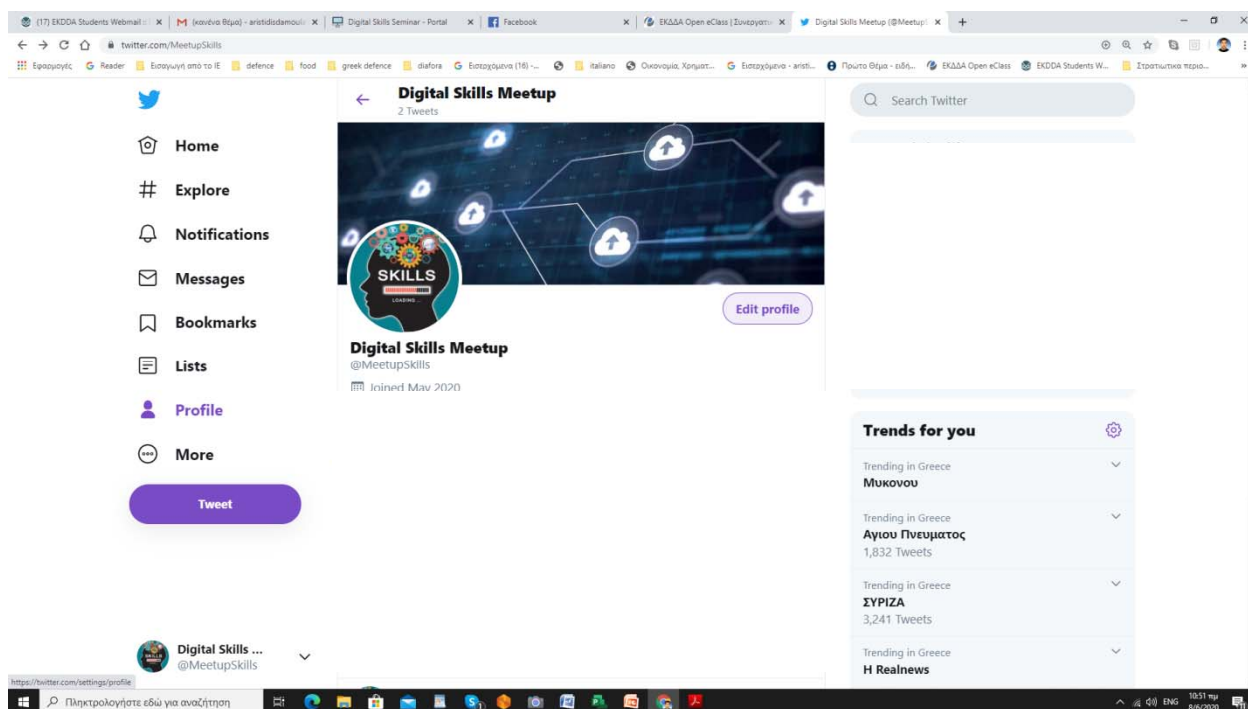 (17) EKDDA Students Webmail ::
(κανένα θέμα) - aristidisdamoula
Digital Skills Seminar - Portal
Facebook
ΕΚΔΔΑ Open eClass | Συνεργατι
Digital Skills Meetup (@Meetup
twitter.com/MeetupSkills
Εφαρμογές
Reader
Εισαγωγή από το IE
defence
food
greek defence
diafora
Εισερχόμενα (16) -...
italiano
Οικονομία, Χρηματ...
Εισερχόμενα - aristi...
Πρώτο Θέμα - ειδή...
ΕΚΔΔΑ Open eClass
EKDDA Students W...
Στρατιωτικα περιο...
»
Home
Explore
Notifications
Messages
Bookmarks
Lists
Profile
More
Tweet
Digital Skills ...
@MeetupSkills
Digital Skills Meetup
2 Tweets
SKILLS
LOADING ...
Edit profile
Digital Skills Meetup
@MeetupSkills
Joined May 2020
Search Twitter
Trends for you
Trending in Greece
Μυκονου
Trending in Greece
Αγιου Πνευματος
1,832 Tweets
Trending in Greece
ΣΥΡΙΖΑ
3,241 Tweets
Trending in Greece
Η Realnews
https://twitter.com/settings/profile
Πληκτρολογήστε εδώ για αναζήτηση
ENG
10:51 πμ
8/6/2020